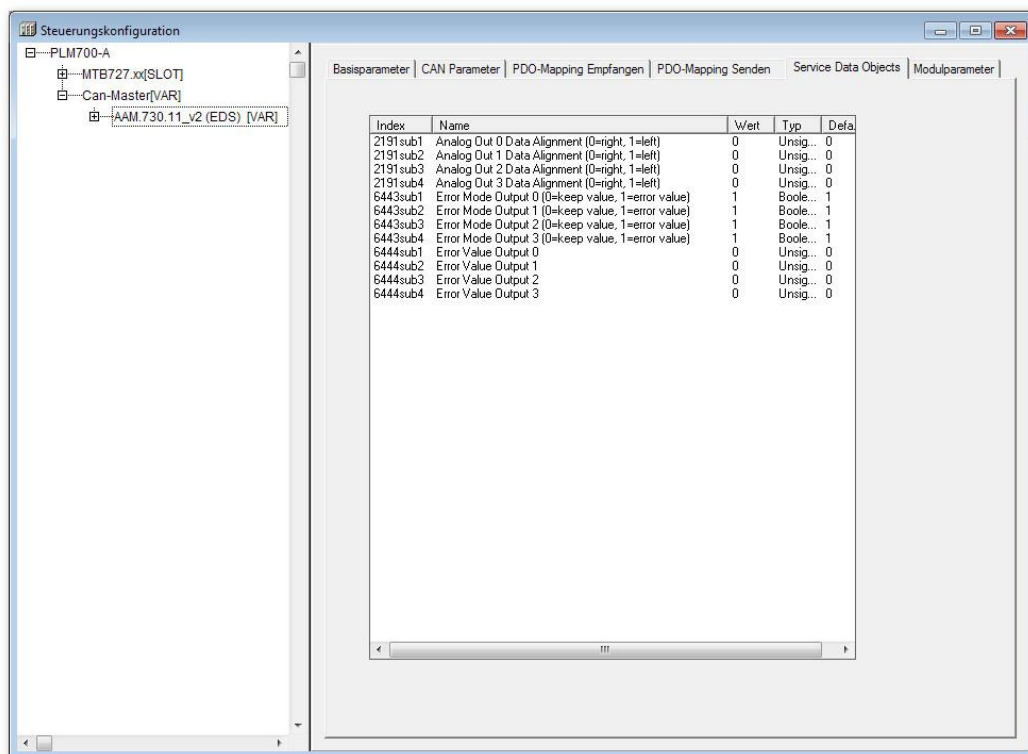 Steuerungskonfiguration
PLM700-A
MTB727.xx[SLOT]
Can-Master[VAR]
AAM.730.11_v2 (EDS) [VAR]
Basisparameter CAN Parameter PDO-Mapping Empfangen PDO-Mapping Senden Service Data Objects Modulparameter
Index Name Wert Typ Defa.
2191sub1 Analog Out 0 Data Alignment (0=right, 1=left) 0 Unsig... 0
2191sub2 Analog Out 1 Data Alignment (0=right, 1=left) 0 Unsig... 0
2191sub3 Analog Out 2 Data Alignment (0=right, 1=left) 0 Unsig... 0
2191sub4 Analog Out 3 Data Alignment (0=right, 1=left) 0 Unsig... 0
6443sub1 Error Mode Output 0 (0=keep value, 1=error value) 1 Boole... 1
6443sub2 Error Mode Output 1 (0=keep value, 1=error value) 1 Boole... 1
6443sub3 Error Mode Output 2 (0=keep value, 1=error value) 1 Boole... 1
6443sub4 Error Mode Output 3 (0=keep value, 1=error value) 1 Boole... 1
6444sub1 Error Value Output 0 0 Unsig... 0
6444sub2 Error Value Output 1 0 Unsig... 0
6444sub3 Error Value Output 2 0 Unsig... 0
6444sub4 Error Value Output 3 0 Unsig... 0